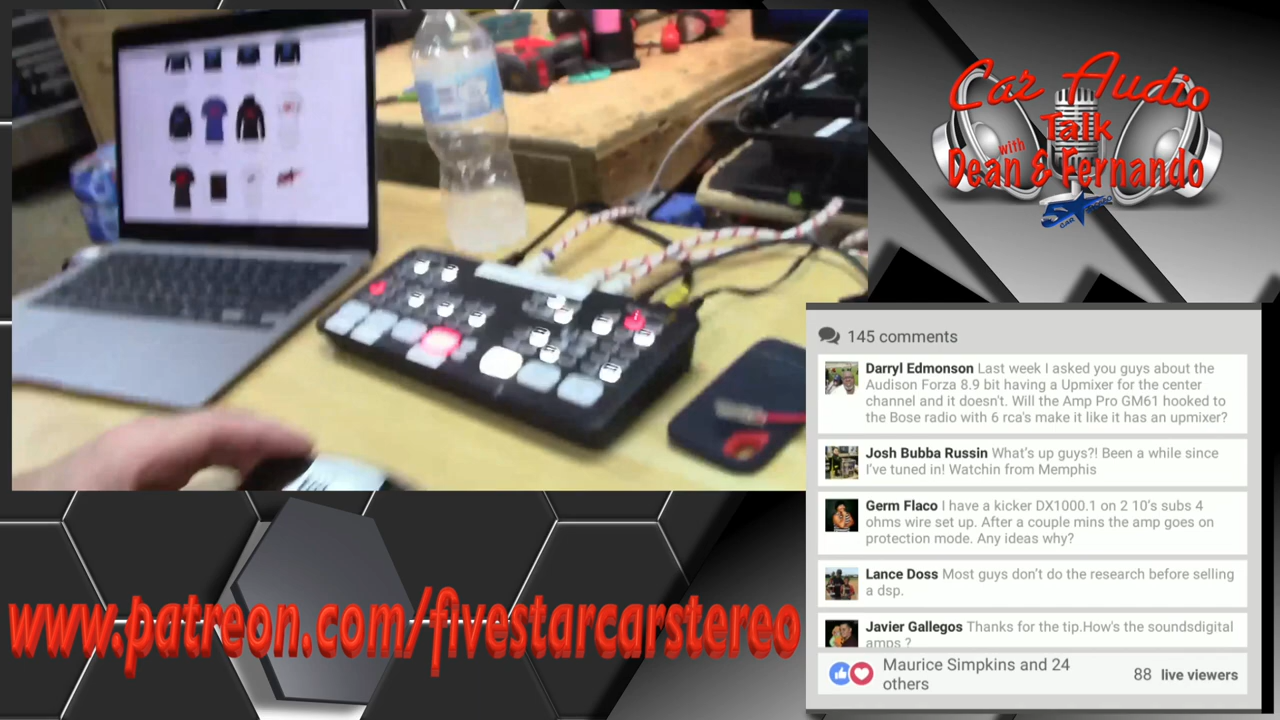 Car Audio
Talk
with
Dean & Fernando
145 comments
Darryl Edmonson Last week I asked you guys about the
Audison Forza 8.9 bit having a Upmixer for the center
channel and it doesn't. Will the Amp Pro GM61 hooked to
the Bose radio with 6 rca's make it like it has an upmixer?
Josh Bubba Russin What's up guys?! Been a while since
I've tuned in! Watchin from Memphis
Germ Flaco I have a kicker DX1000.1 on 2 10's subs 4
ohms wire set up. After a couple mins the amp goes on
protection mode. Any ideas why?
Lance Doss Most guys don't do the research before selling
a dsp.
Javier Gallegos Thanks for the tip.How's the soundsdigital
amps ?
Maurice Simpkins and 24
others
88 live viewers
www.patreon.com/fivestarcarstereo